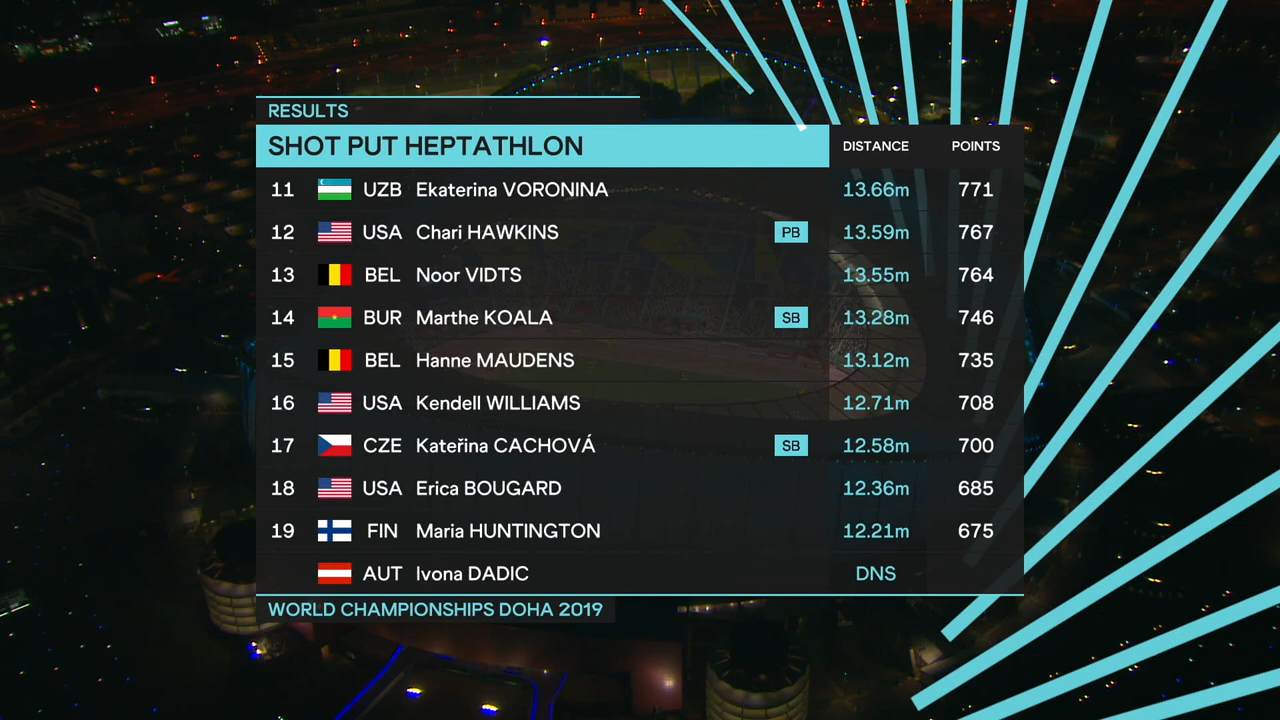 RESULTS
SHOT PUT HEPTATHLON DISTANCE POINTS
11 UZB Ekaterina VORONINA 13.66m 771
12 USA Chari HAWKINS PB 13.59m 767
13 BEL Noor VIDTS 13.55m 764
14 BUR Marthe KOALA SB 13.28m 746
15 BEL Hanne MAUDENS 13.12m 735
16 USA Kendell WILLIAMS 12.71m 708
17 CZE Kateřina CACHOVÁ SB 12.58m 700
18 USA Erica BOUGARD 12.36m 685
19 FIN Maria HUNTINGTON 12.21m 675
AUT Ivona DADIC DNS
WORLD CHAMPIONSHIPS DOHA 2019